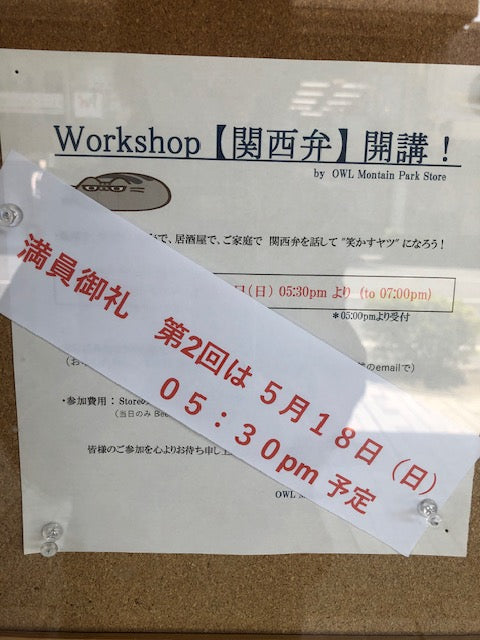 Workshop【関西弁】開講！
by OWL Montain Park Store
で、居酒屋で、ご家庭で 関西弁を話して "笑かすヤツ" になろう！
(日) 05:30pm より (to 07:00pm)
＊05:00pmより受付
満員御礼 第2回は 5月18日（日）
05：30pm 予定
のemailで）
・参加費用： Store
（当日のみ Bee
皆様のご参加を心よりお待ち申し上
OWL M